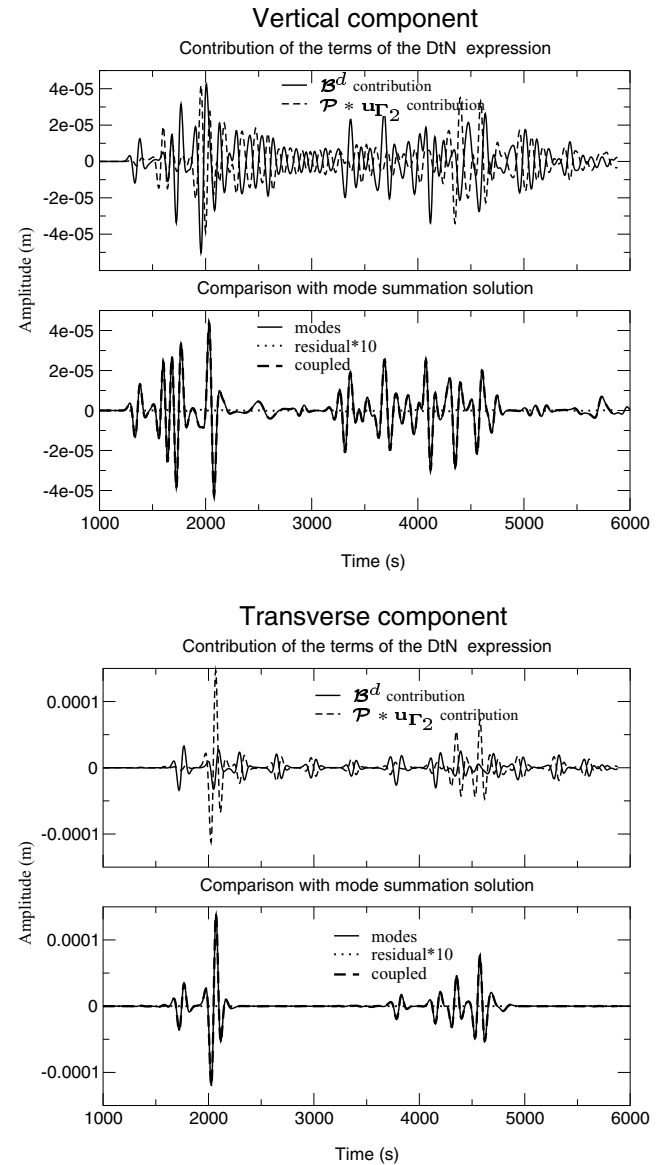 Vertical component
Contribution of the terms of the DtN expression
𝓑^d contribution
𝓟 * u_Γ2 contribution
4e-05
2e-05
0
-2e-05
-4e-05
Amplitude (m)
Comparison with mode summation solution
modes
residual*10
coupled
4e-05
2e-05
0
-2e-05
-4e-05
1000 2000 3000 4000 5000 6000
Time (s)
Transverse component
Contribution of the terms of the DtN expression
𝓑^d contribution
𝓟 * u_Γ2 contribution
0.0001
0
-0.0001
Amplitude (m)
Comparison with mode summation solution
modes
residual*10
coupled
0.0001
0
-0.0001
1000 2000 3000 4000 5000 6000
Time (s)